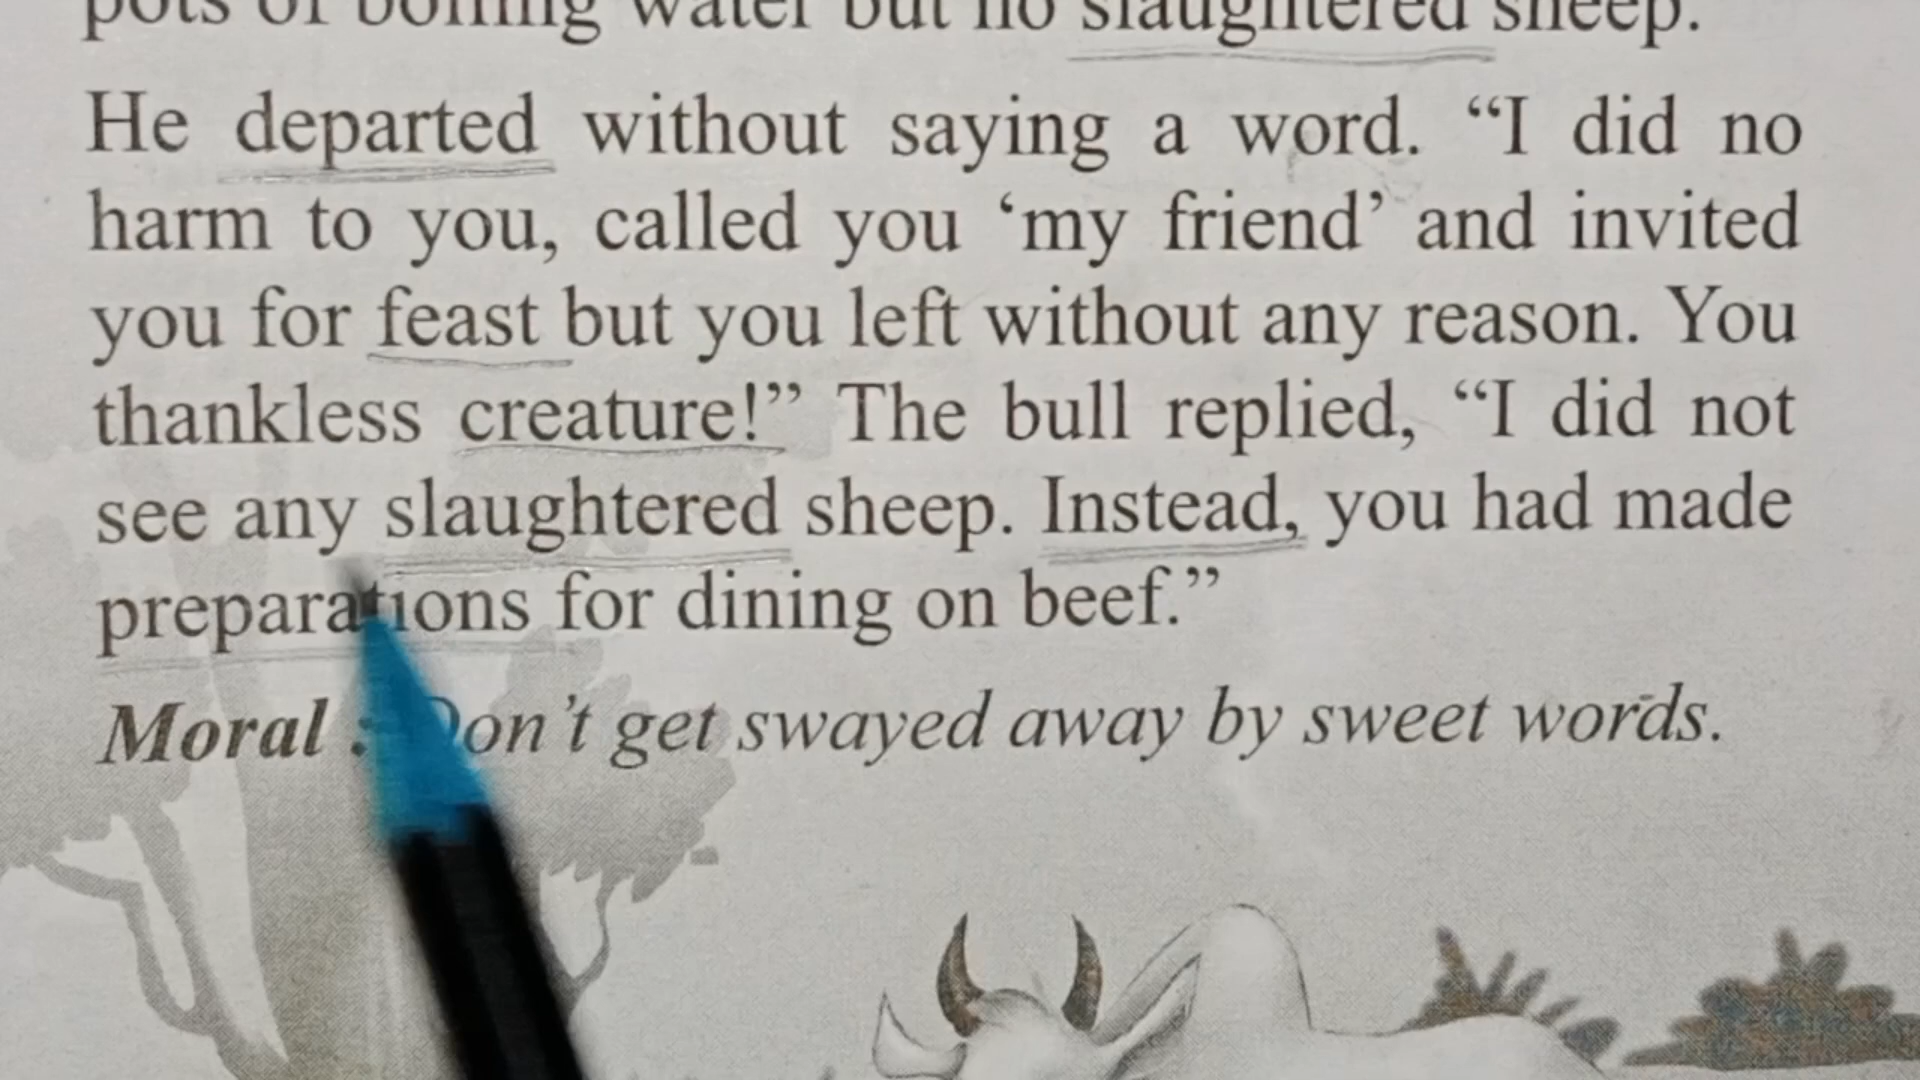 pots of boiling water but no slaughtered sheep.
He departed without saying a word. “I did no
harm to you, called you ‘my friend’ and invited
you for feast but you left without any reason. You
thankless creature!” The bull replied, “I did not
see any slaughtered sheep. Instead, you had made
preparations for dining on beef.”
Moral : Don’t get swayed away by sweet words.